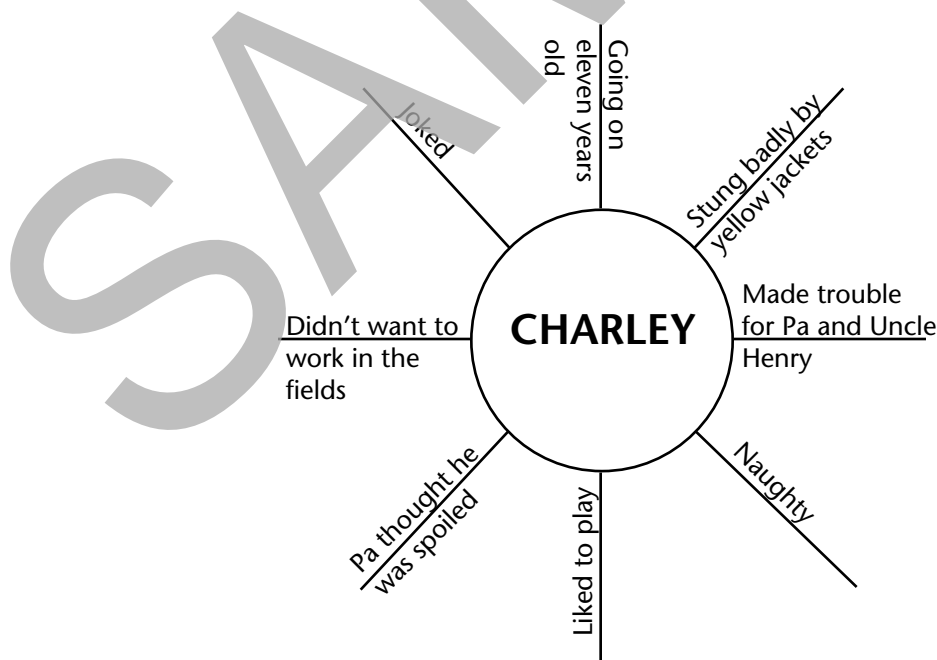 Going on
eleven years
old
Stung badly by
yellow jackets
Made trouble
for Pa and Uncle
Henry
Naughty
Liked to play
Pa thought he
was spoiled
Didn't want to
work in the
fields
Joked
CHARLEY